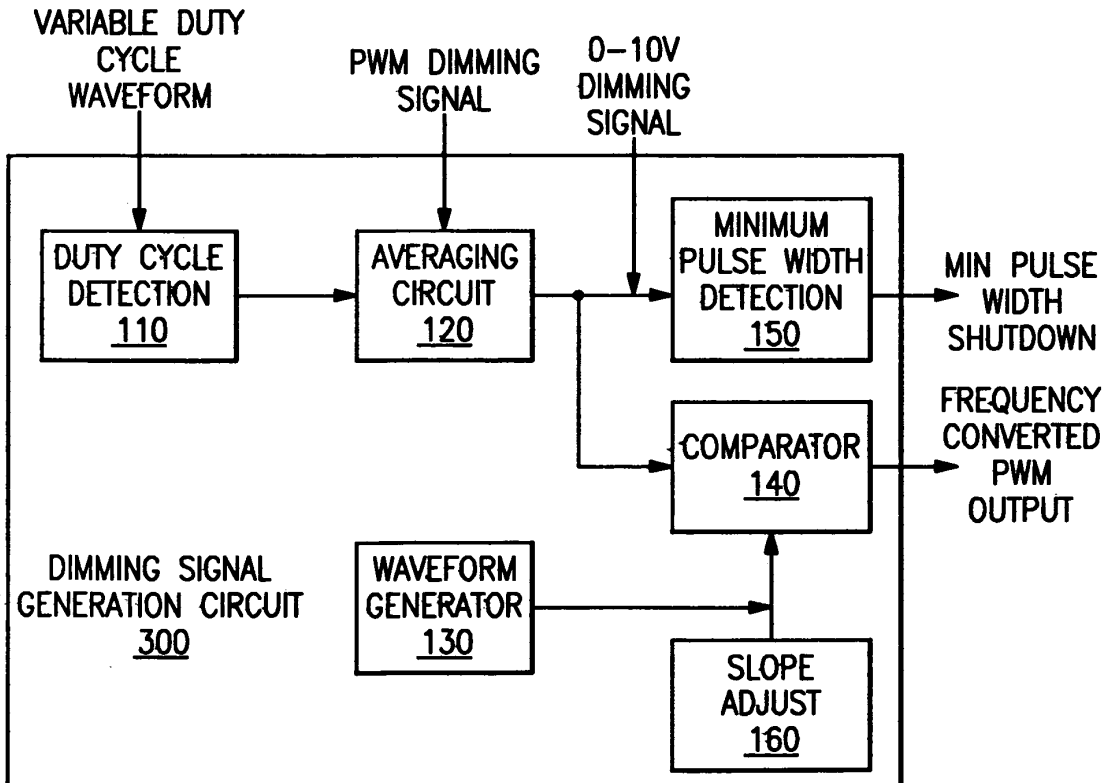 VARIABLE DUTY
CYCLE
WAVEFORM
PWM DIMMING
SIGNAL
0-10V
DIMMING
SIGNAL
DUTY CYCLE
DETECTION
110
AVERAGING
CIRCUIT
120
MINIMUM
PULSE WIDTH
DETECTION
150
MIN PULSE
WIDTH
SHUTDOWN
COMPARATOR
140
FREQUENCY
CONVERTED
PWM
OUTPUT
DIMMING SIGNAL
GENERATION CIRCUIT
300
WAVEFORM
GENERATOR
130
SLOPE
ADJUST
160